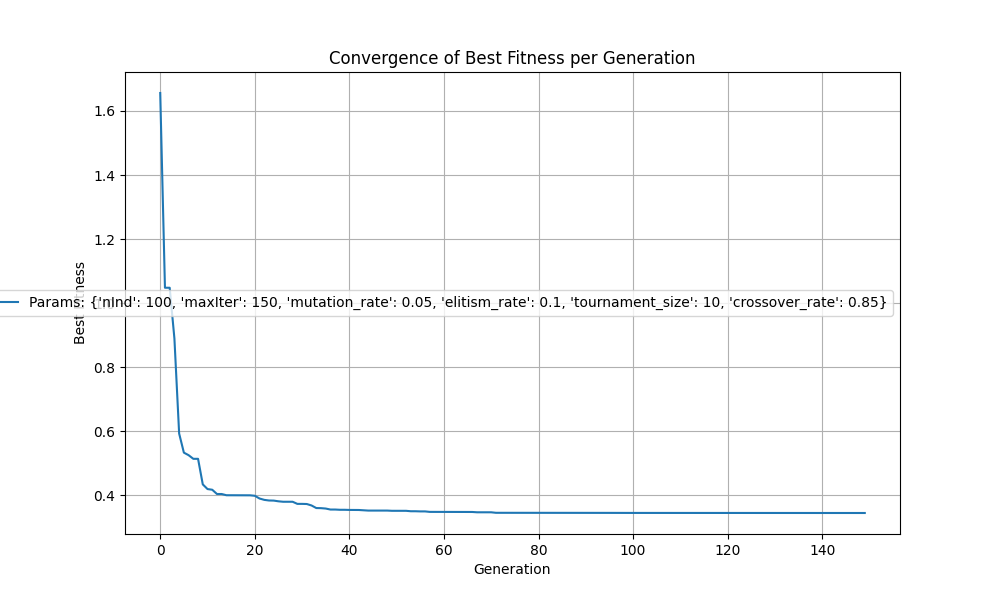 Convergence of Best Fitness per Generation
1.6
1.4
1.2
Params: {'nInd': 100, 'maxIter': 150, 'mutation_rate': 0.05, 'elitism_rate': 0.1, 'tournament_size': 10, 'crossover_rate': 0.85}
Best Fitness
0.8
0.6
0.4
0 20 40 60 80 100 120 140
Generation